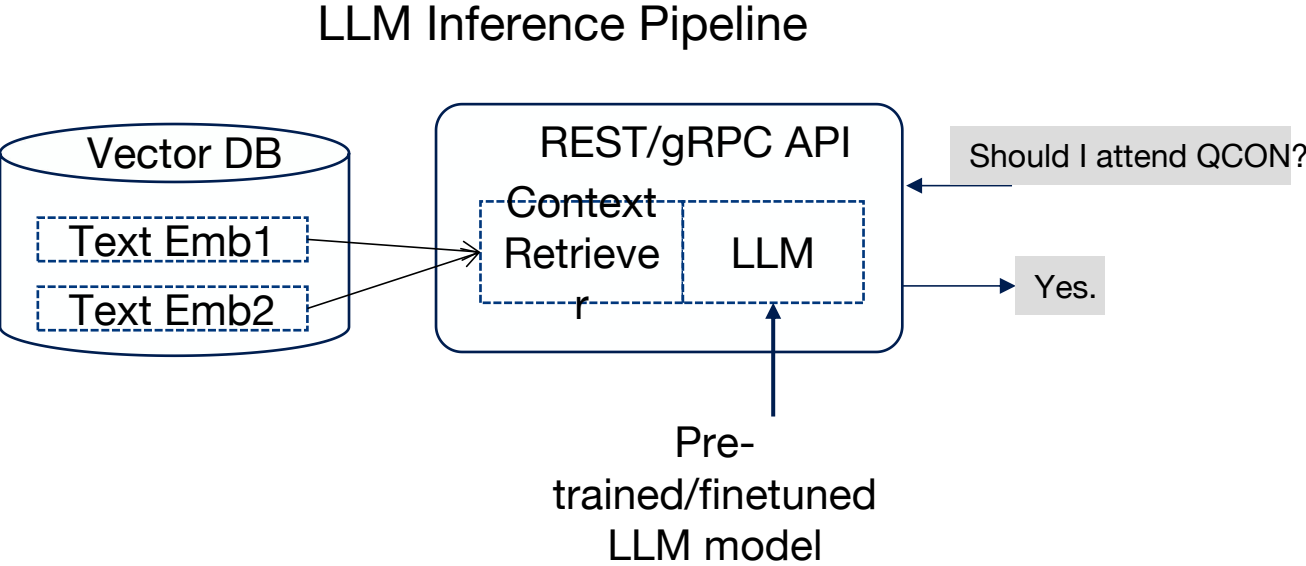 LLM Inference Pipeline
Vector DB
Text Emb1
Text Emb2
REST/gRPC API
Context
Retrieve
r
LLM
Should I attend QCON?
Yes.
Pre-
trained/finetuned
LLM model